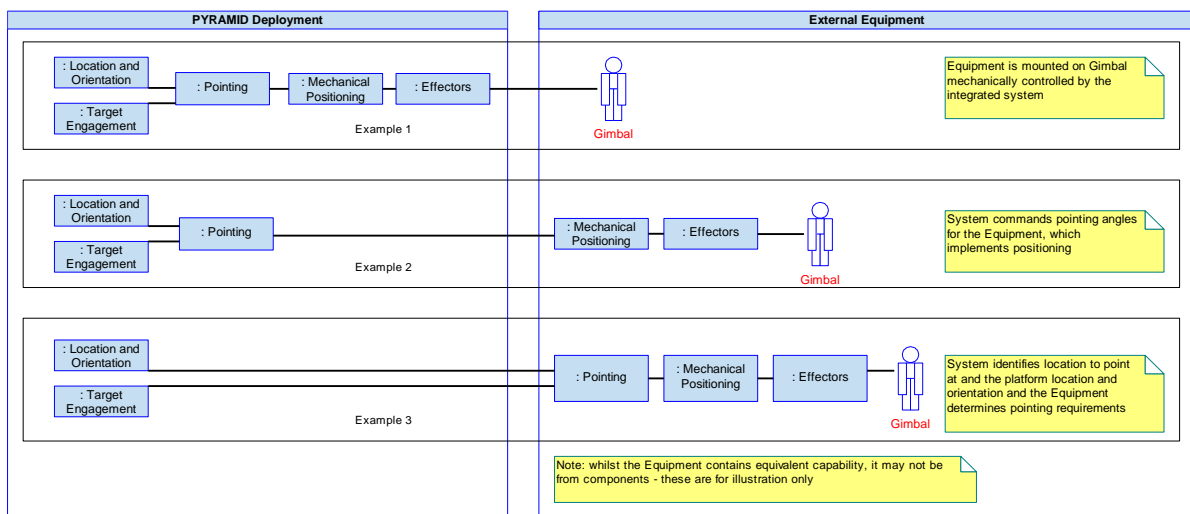 PYRAMID Deployment
External Equipment
: Location and
Orientation
: Target
Engagement
: Pointing
: Mechanical
Positioning
: Effectors
Example 1
Gimbal
Equipment is mounted on Gimbal
mechanically controlled by the
integrated system
: Location and
Orientation
: Target
Engagement
: Pointing
Example 2
: Mechanical
Positioning
: Effectors
Gimbal
System commands pointing angles
for the Equipment, which
implements positioning
: Location and
Orientation
: Target
Engagement
Example 3
: Pointing
: Mechanical
Positioning
: Effectors
Gimbal
System identifies location to point
at and the platform location and
orientation and the Equipment
determines pointing requirements
Note: whilst the Equipment contains equivalent capability, it may not be
from components - these are for illustration only